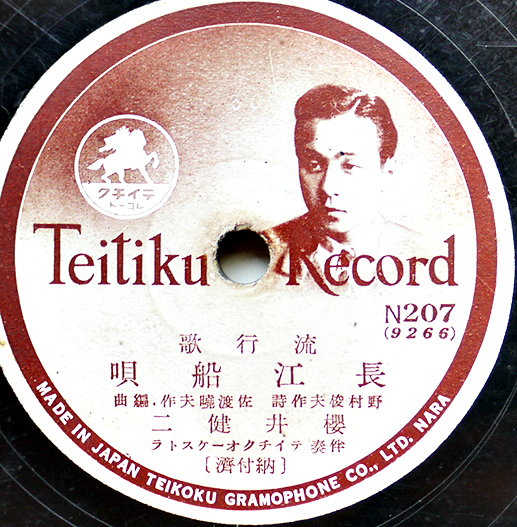 テイチク
レコード
Teitiku Record
N207
(9266)
流行歌
長江船唄
野村俊夫作詩 佐渡曉夫作・編曲
櫻井健二
伴奏テイチクオーケストラ
[納付濟]
MADE IN JAPAN TEIKOKU GRAMOPHONE CO., LTD. NARA